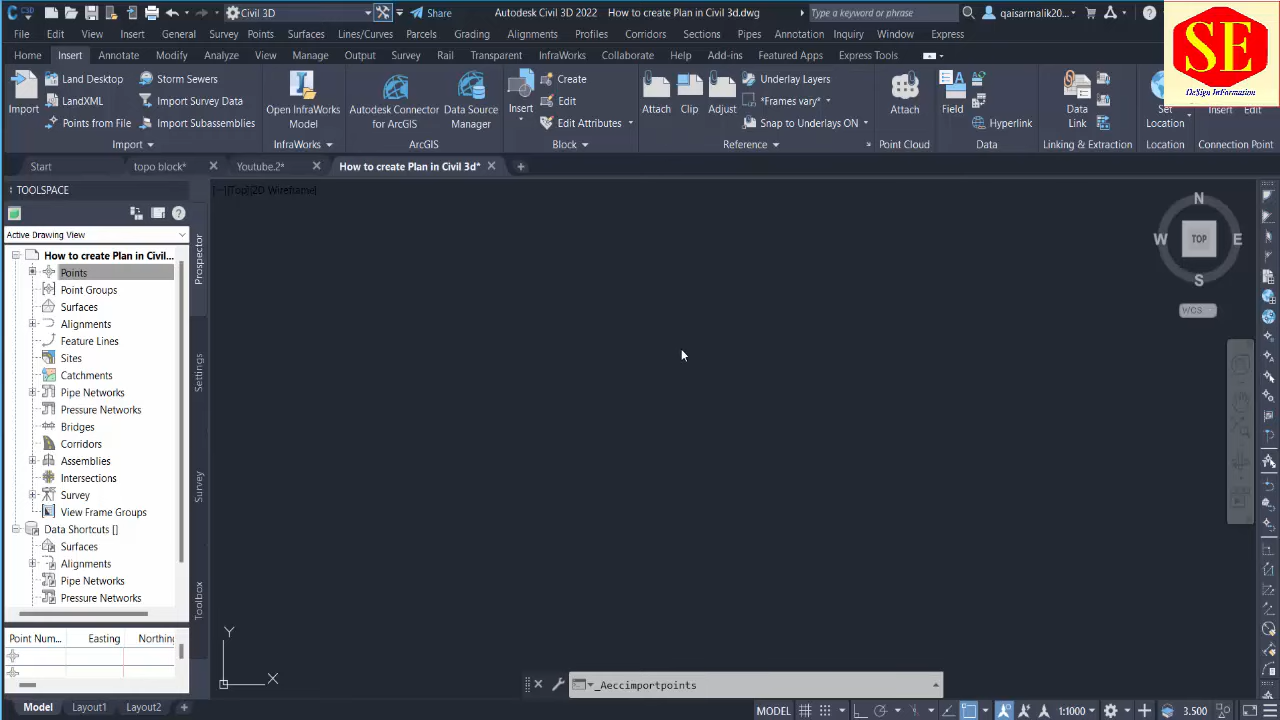 Civil 3D Share Autodesk Civil 3D 2022 How to create Plan in Civil 3d.dwg Type a keyword or phrase qaisarmalik20...
File Edit View Insert General Survey Points Surfaces Lines/Curves Parcels Grading Alignment Profiles Corridors Sections Pipes Annotation Inquiry Window Express
Home Insert Annotate Modify Analyze View Manage Output Survey Rail Transparent InfraWorks Collaborate Help Add-ins Featured Apps Express Tools
SE
DeSign InFormation
Land Desktop Storm Sewers Create Underlay Layers
LandXML Import Survey Data Edit *Frames vary*
Points from File Import Subassemblies Edit Attributes Snap to Underlays ON Hyperlink
Import Open InfraWorks Model Autodesk Connector for ArcGIS Data Source Manager Insert Attach Clip Adjust Attach Field Data Link Set Location Insert Edit
Import InfraWorks ArcGIS Block Reference Point Cloud Data Linking & Extraction Location Connection Point
Start topo block* Youtube.2* How to create Plan in Civil 3d*
TOOLSPACE
[−][Top][2D Wireframe]
Active Drawing View
How to create Plan in Civil...
Points
Point Groups
Surfaces
Alignments
Feature Lines
Sites
Catchments
Pipe Networks
Pressure Networks
Bridges
Corridors
Assemblies
Intersections
Survey
View Frame Groups
Data Shortcuts []
Surfaces
Alignments
Pipe Networks
Pressure Networks
Prospector
Settings
Survey
Toolbox
N
W TOP E
S
WCS
Point Num... Easting Northin
Y
X
_Aeccimportpoints
Model Layout1 Layout2
MODEL 1:1000 3.500